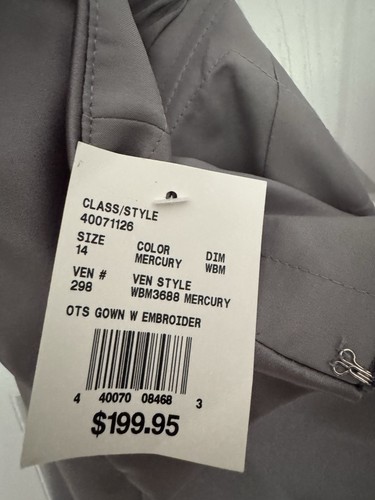 CLASS/STYLE
40071126
SIZE COLOR DIM
14 MERCURY WBM
VEN # VEN STYLE
298 WBM3688 MERCURY
OTS GOWN W EMBROIDER
4 40070 08468 3
$199.95